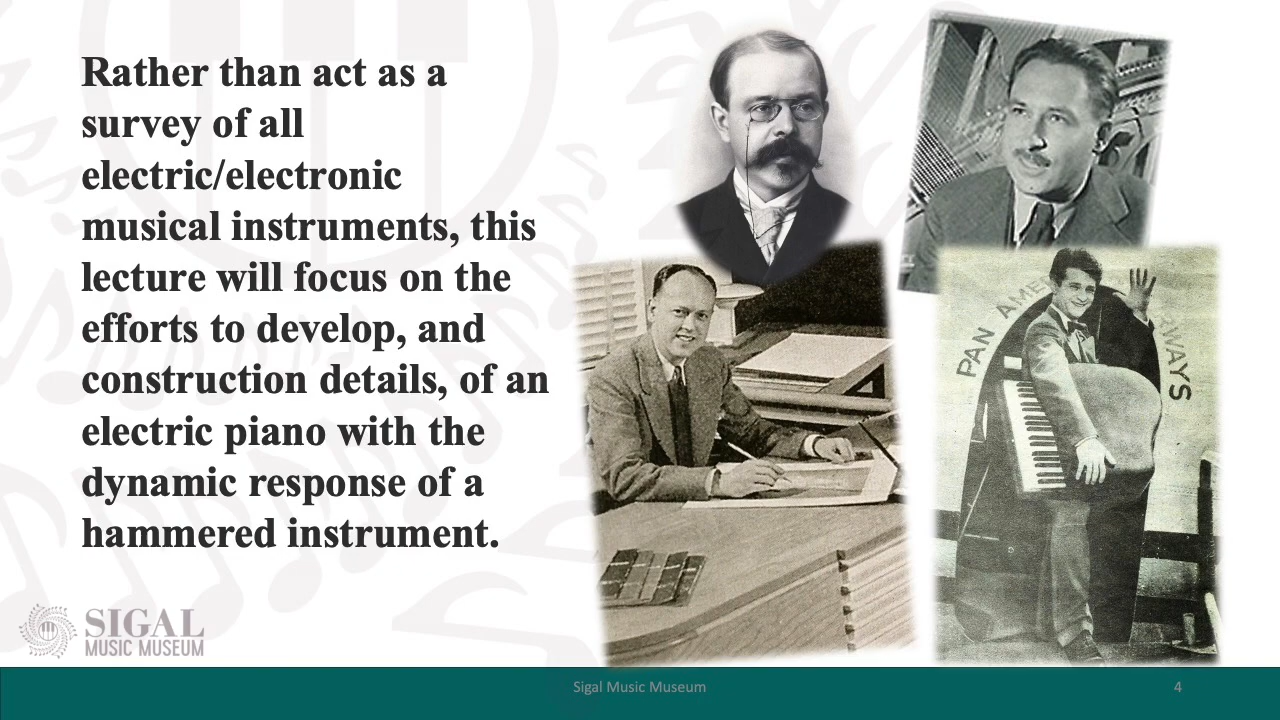 Rather than act as a
survey of all
electric/electronic
musical instruments, this
lecture will focus on the
efforts to develop, and
construction details, of an
electric piano with the
dynamic response of a
hammered instrument.
PAN AME
WAYS
SIGAL
MUSIC MUSEUM
Sigal Music Museum
4